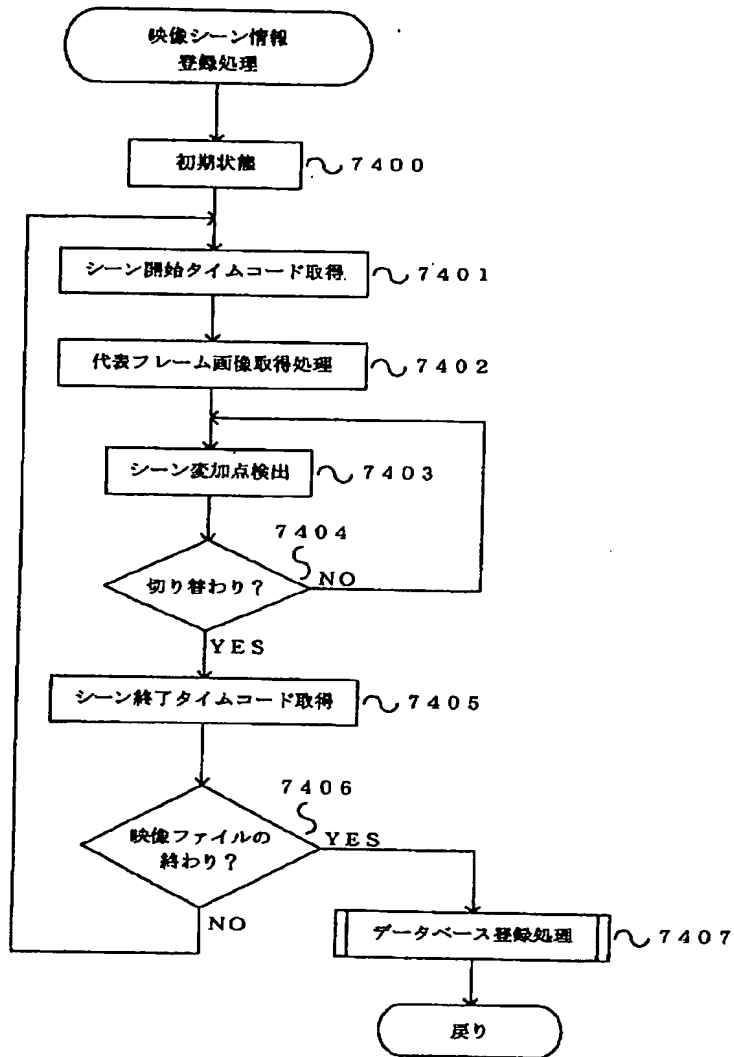 映像シーン情報
登録処理
初期状態
7400
シーン開始タイムコード取得
7401
代表フレーム画像取得処理
7402
シーン変加点検出
7403
7404
切り替わり?
NO
YES
シーン終了タイムコード取得
7405
7406
映像ファイルの
終わり?
YES
NO
データベース登録処理
7407
戻り